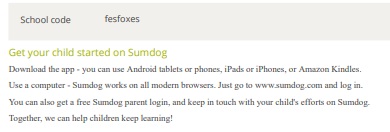 School code fesfoxes
Get your child started on Sumdog
Download the app - you can use Android tablets or phones, iPads or iPhones, or Amazon Kindles.
Use a computer - Sumdog works on all modern browsers. Just go to www.sumdog.com and log in.
You can also get a free Sumdog parent login, and keep in touch with your child's efforts on Sumdog.
Together, we can help children keep learning!